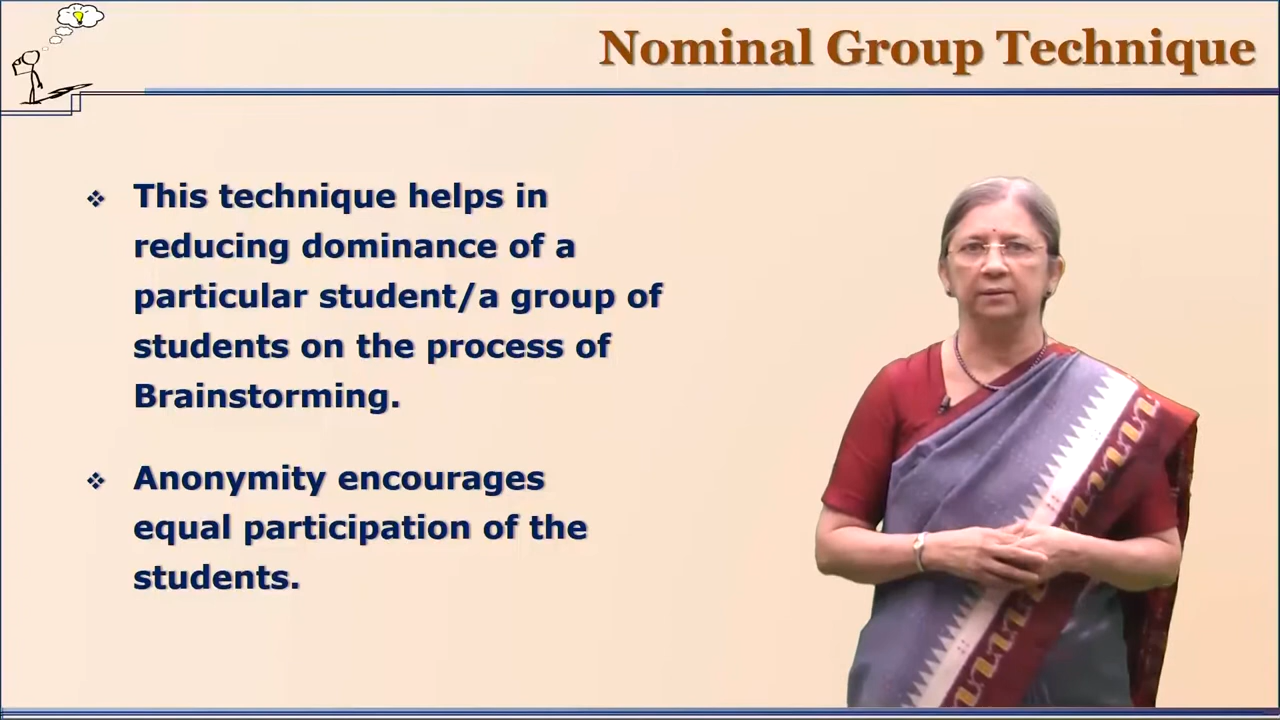 Nominal Group Technique
This technique helps in
reducing dominance of a
particular student/a group of
students on the process of
Brainstorming.
Anonymity encourages
equal participation of the
students.